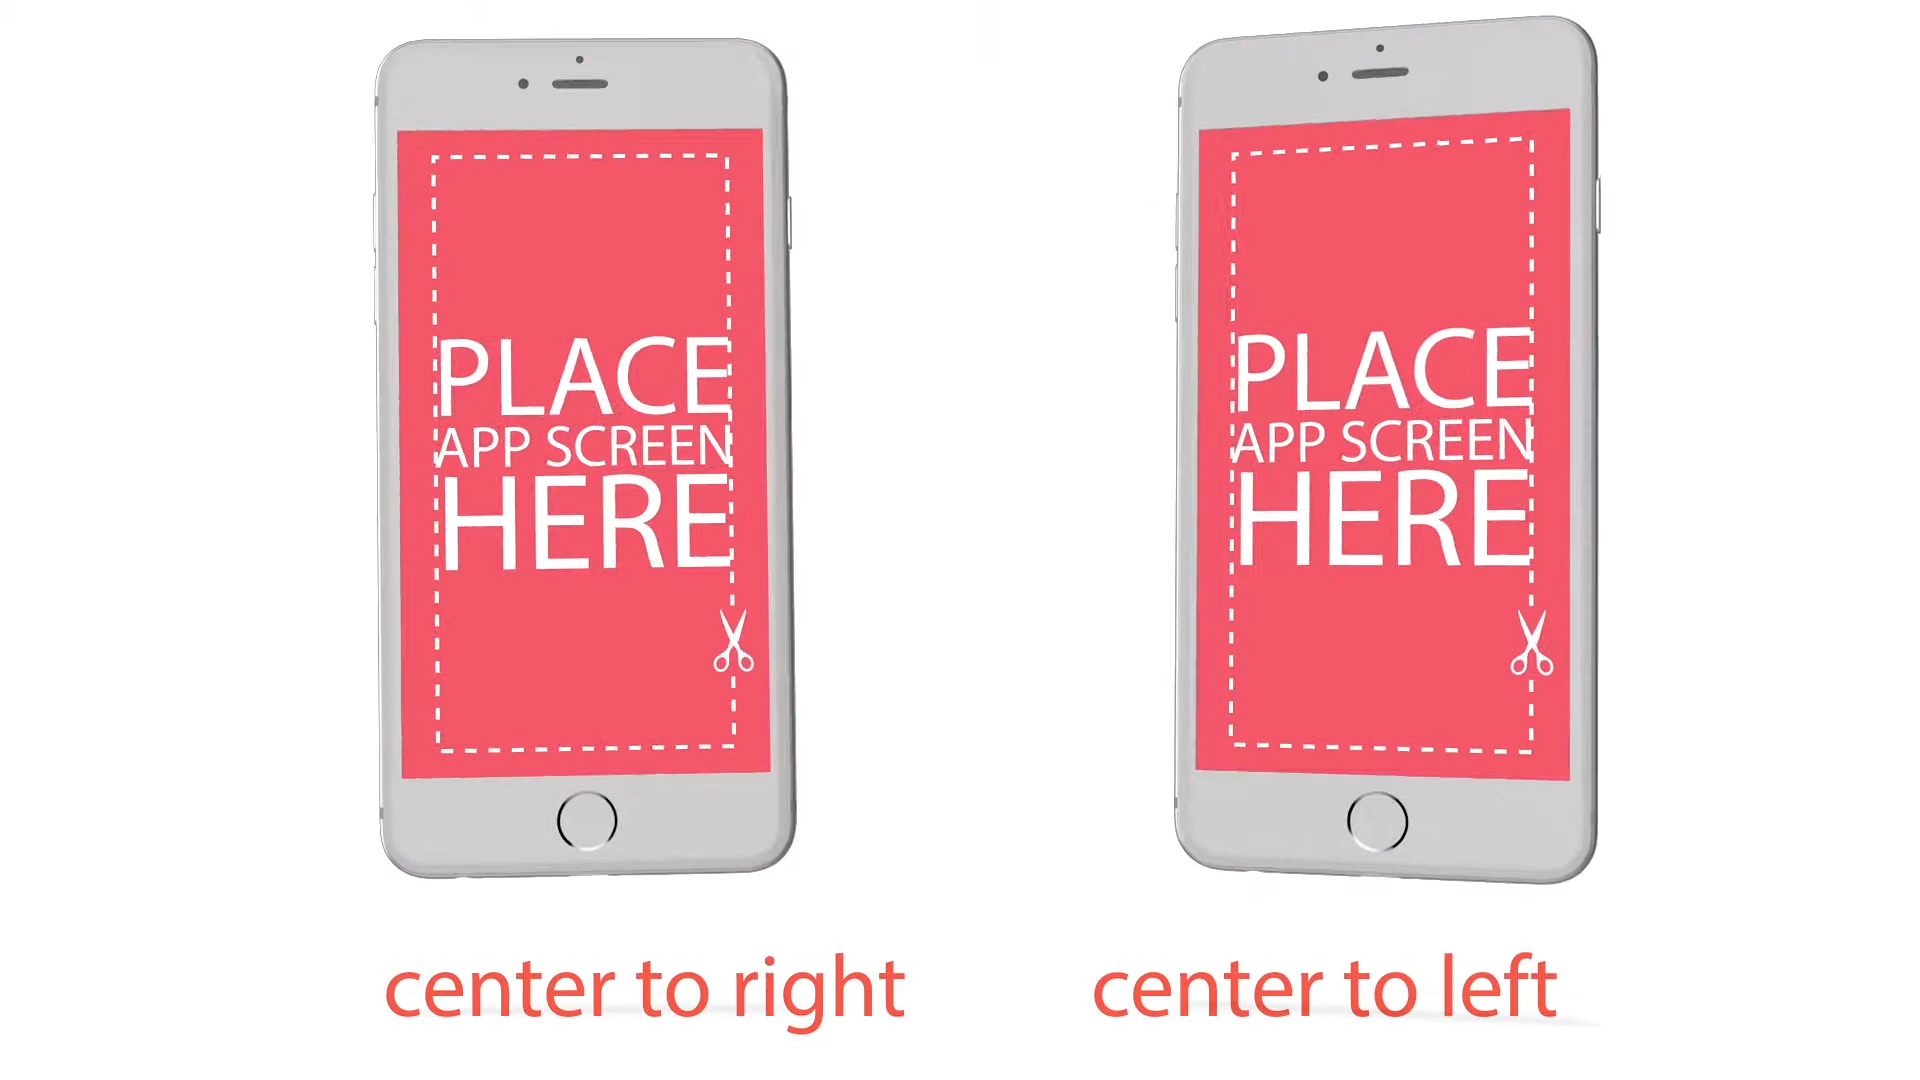 PLACE
APP SCREEN
HERE
center to right
PLACE
APP SCREEN
HERE
center to left